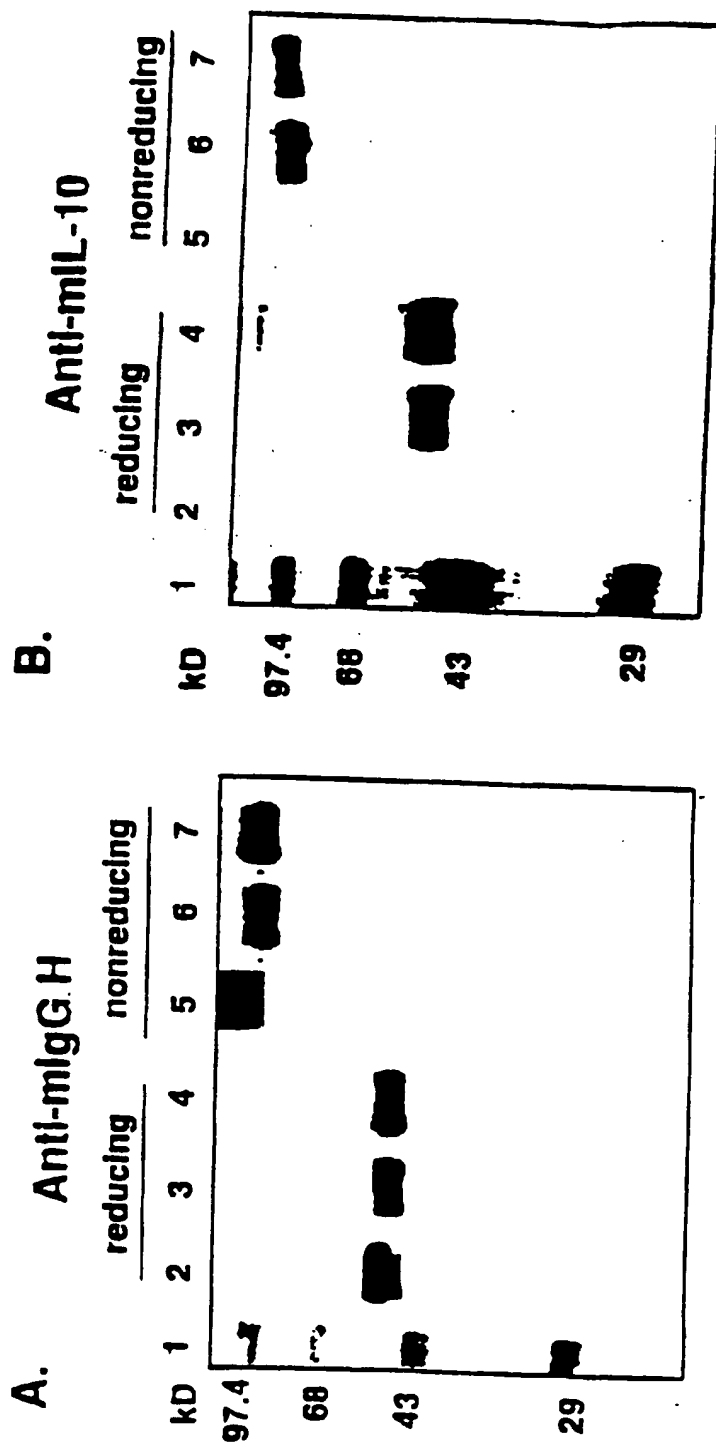 A.
Anti-mIgG.H
reducing nonreducing
kD 1 2 3 4 5 6 7
97.4
68
43
29
B.
Anti-mIL-10
reducing nonreducing
kD 1 2 3 4 5 6 7
97.4
68
43
29